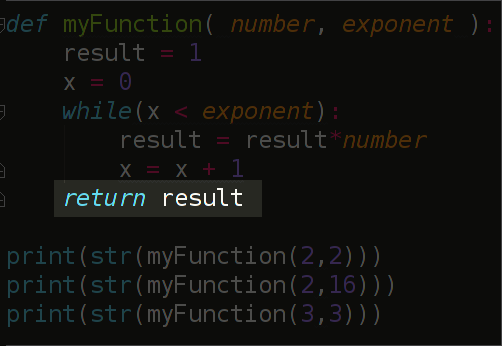 def myFunction( number, exponent ):
    result = 1
    x = 0
    while(x < exponent):
        result = result*number
        x = x + 1
    return result
print(str(myFunction(2,2)))
print(str(myFunction(2,16)))
print(str(myFunction(3,3)))